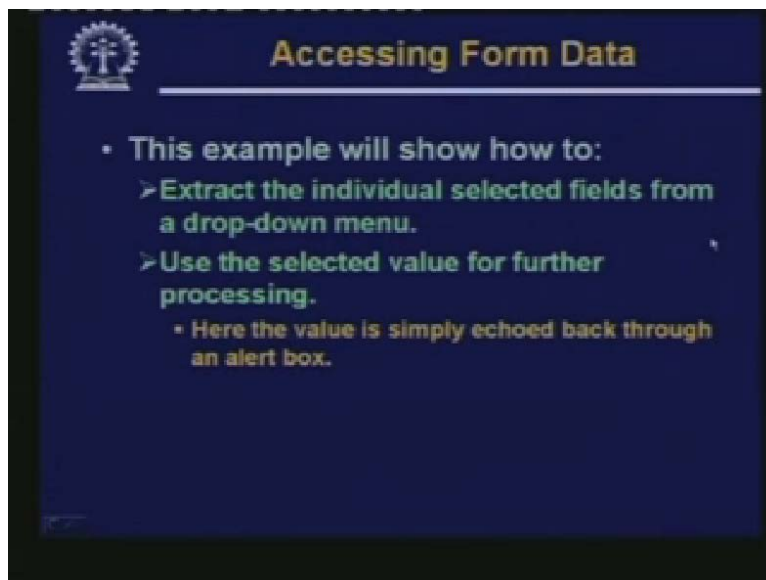 Accessing Form Data
• This example will show how to:
➢Extract the individual selected fields from
a drop-down menu.
➢Use the selected value for further
processing.
• Here the value is simply echoed back through
an alert box.